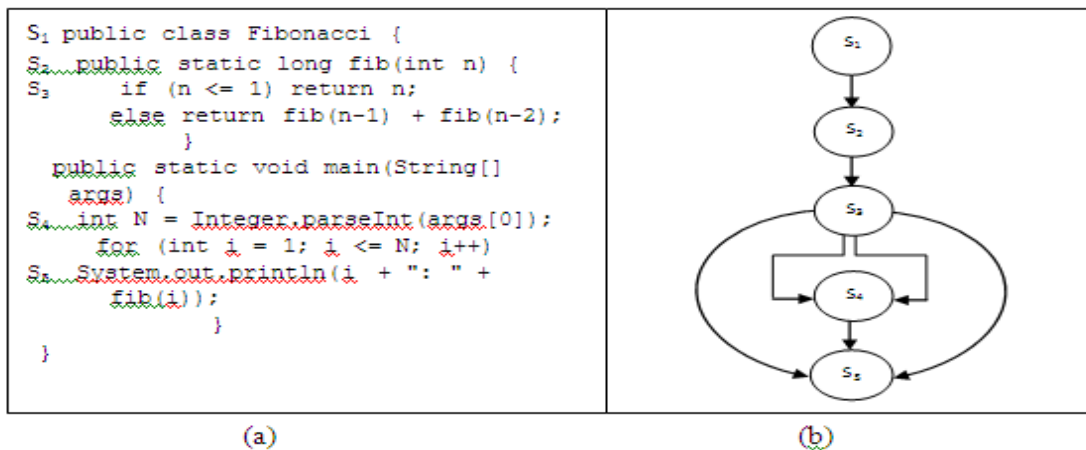 S₁ public class Fibonacci {
S₂ public static long fib(int n) {
S₃ if (n <= 1) return n;
else return fib(n-1) + fib(n-2);
}
public static void main(String[]
args) {
S₄ int N = Integer.parseInt(args[0]);
for (int i = 1; i <= N; i++)
S₅ System.out.println(i + ": " +
fib(i));
}
}
(a)
S₁
S₂
S₃
S₄
S₅
(b)